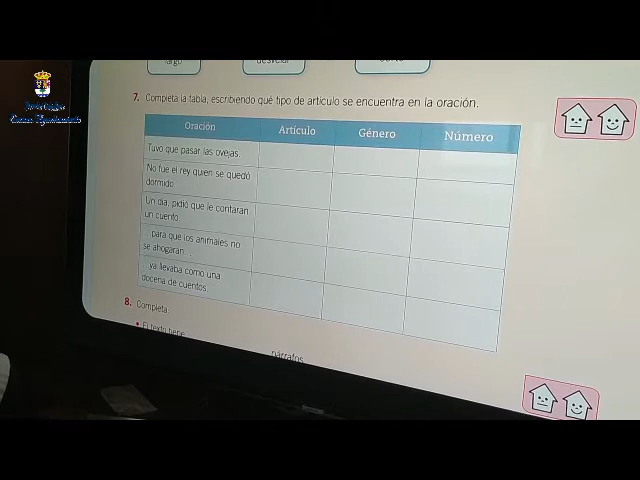 largo
desvelar
7. Completa la tabla, escribiendo qué tipo de artículo se encuentra en la oración.
Oración Artículo Género Número
Tuvo que pasar las ovejas.
No fue el rey quien se quedó
dormido.
Un día, pidió que le contaran
un cuento.
...para que los animales no
se ahogaran...
...ya llevaba como una
docena de cuentos
8. Completa:
• El texto tiene
párrafos